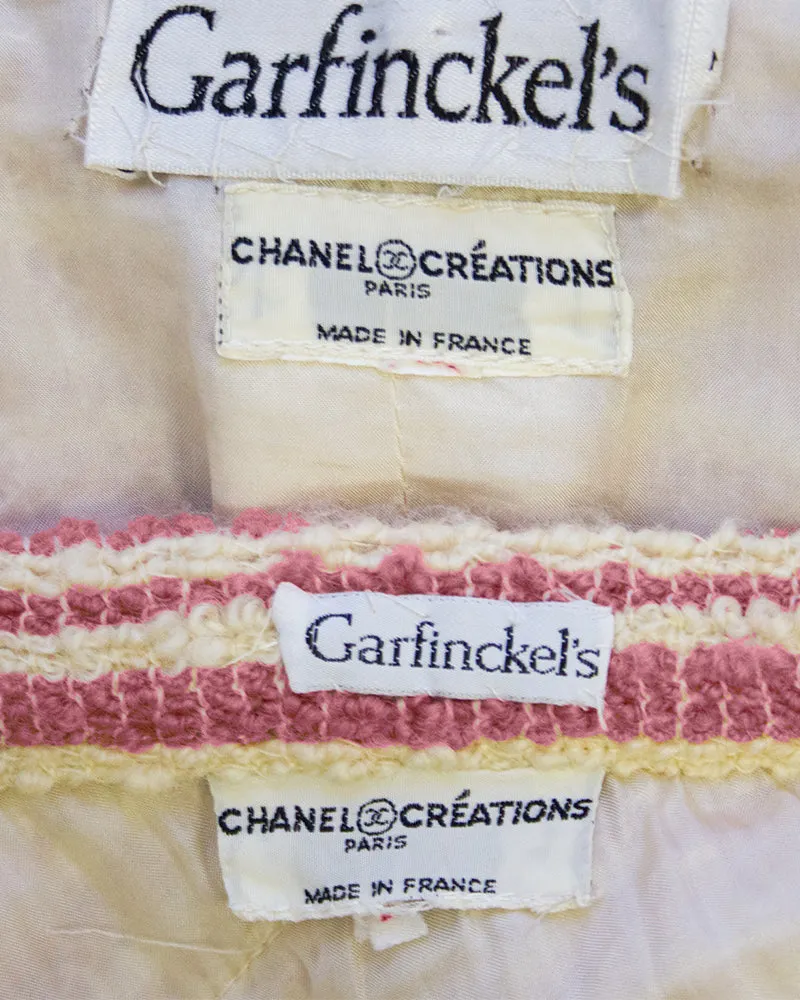 Garfinckel's
CHANEL CRÉATIONS
PARIS
MADE IN FRANCE
Garfinckel's
CHANEL CRÉATIONS
PARIS
MADE IN FRANCE